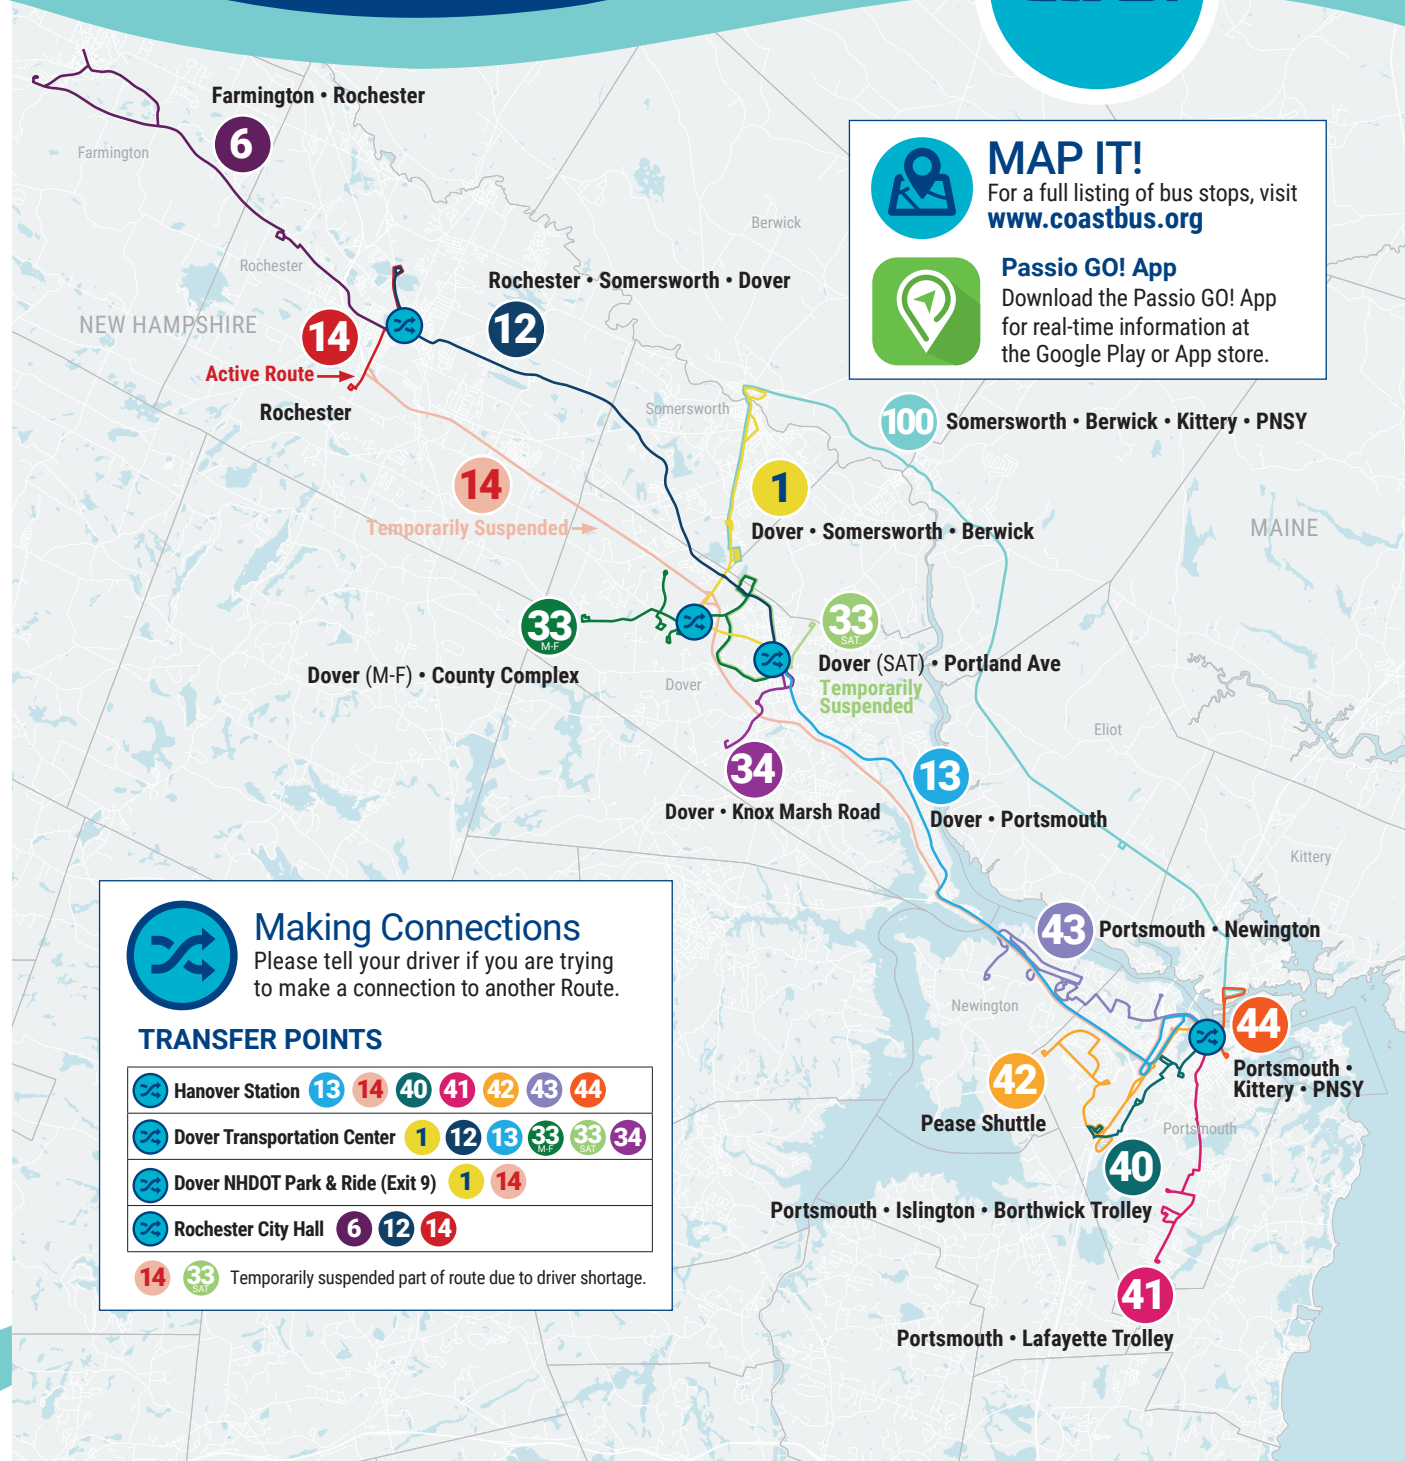 Farmington • Rochester
6
Farmington
MAP IT!
For a full listing of bus stops, visit
www.coastbus.org
Passio GO! App
Download the Passio GO! App
for real-time information at
the Google Play or App store.
Berwick
Rochester
Rochester • Somersworth • Dover
12
NEW HAMPSHIRE
14
Active Route
Rochester
Somersworth
100 Somersworth • Berwick • Kittery • PNSY
14
Temporarily Suspended
1
Dover • Somersworth • Berwick
MAINE
33
M-F
Dover (M-F) • County Complex
33
SAT.
Dover (SAT) • Portland Ave
Temporarily
Suspended
Dover
Eliot
34
Dover • Knox Marsh Road
13
Dover • Portsmouth
Kittery
43 Portsmouth • Newington
Newington
44
Portsmouth •
Kittery • PNSY
42
Pease Shuttle
Portsmouth
40
Portsmouth • Islington • Borthwick Trolley
41
Portsmouth • Lafayette Trolley
Making Connections
Please tell your driver if you are trying
to make a connection to another Route.
TRANSFER POINTS
Hanover Station 13 14 40 41 42 43 44
Dover Transportation Center 1 12 13 33 M-F 33 SAT 34
Dover NHDOT Park & Ride (Exit 9) 1 14
Rochester City Hall 6 12 14
14 33 SAT Temporarily suspended part of route due to driver shortage.